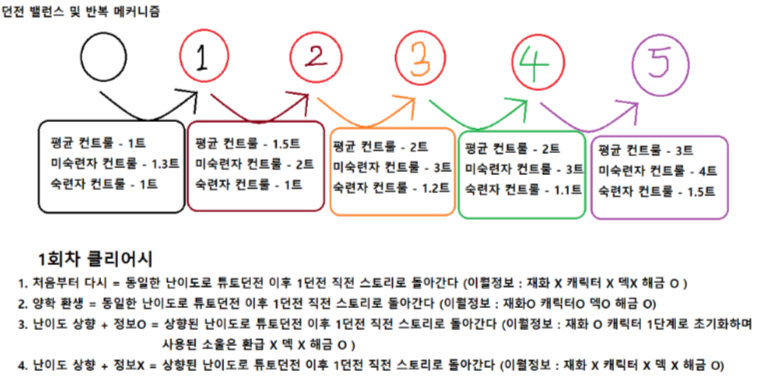 던전 밸런스 및 반복 메커니즘
1 2 3 4 5
평균 컨트롤 - 1트
미숙련자 컨트롤 - 1.3트
숙련자 컨트롤 - 1트
평균 컨트롤 - 1.5트
미숙련자 컨트롤 - 2트
숙련자 컨트롤 - 1트
평균 컨트롤 - 2트
미숙련자 컨트롤 - 3트
숙련자 컨트롤 - 1.2트
평균 컨트롤 - 2트
미숙련자 컨트롤 - 3트
숙련자 컨트롤 - 1.1트
평균 컨트롤 - 3트
미숙련자 컨트롤 - 4트
숙련자 컨트롤 - 1.5트
1회차 클리어시
1. 처음부터 다시 = 동일한 난이도로 튜토던전 이후 1던전 직전 스토리로 돌아간다 (이월정보 : 재화 X 캐릭터 X 덱X 해금 O )
2. 양학 환생 = 동일한 난이도로 튜토던전 이후 1던전 직전 스토리로 돌아간다 (이월정보 : 재화O 캐릭터O 덱O 해금 O)
3. 난이도 상향 + 정보O = 상향된 난이도로 튜토던전 이후 1던전 직전 스토리로 돌아간다 (이월정보 : 재화 O 캐릭터 1단계로 초기화하며
사용된 소울은 환급 X 덱 X 해금 O )
4. 난이도 상향 + 정보X = 상향된 난이도로 튜토던전 이후 1던전 직전 스토리로 돌아간다 (이월정보 : 재화 X 캐릭터 X 덱 X 해금 O)